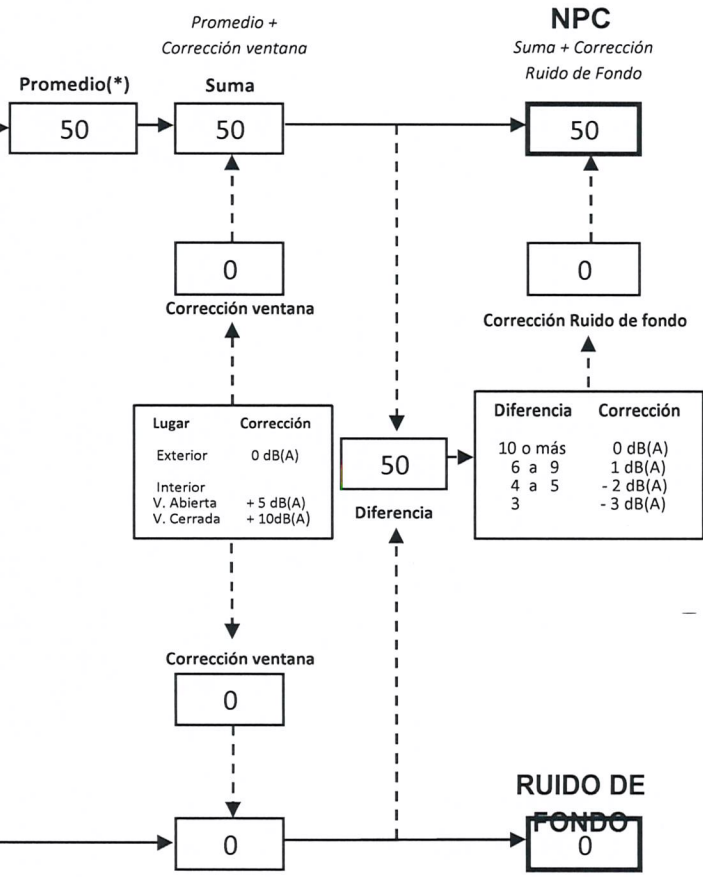 Promedio +
Corrección ventana
NPC
Suma + Corrección
Ruido de Fondo
Promedio(*)
Suma
50
50
50
0
Corrección ventana
0
Corrección Ruido de fondo
Lugar Corrección
Exterior 0 dB(A)
Interior
V. Abierta + 5 dB(A)
V. Cerrada + 10dB(A)
50
Diferencia
Diferencia Corrección
10 o más 0 dB(A)
6 a 9 1 dB(A)
4 a 5 - 2 dB(A)
3 - 3 dB(A)
Corrección ventana
0
0
RUIDO DE
FONDO
0